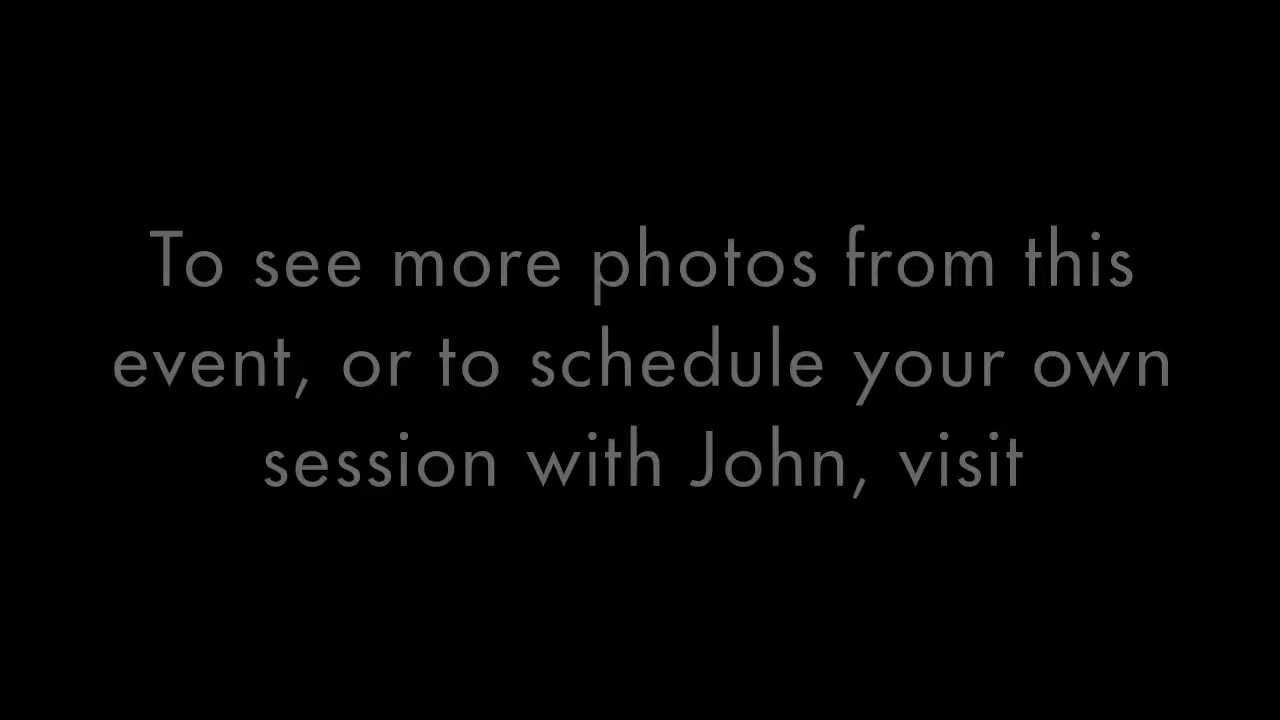 To see more photos from this
event, or to schedule your own
session with John, visit